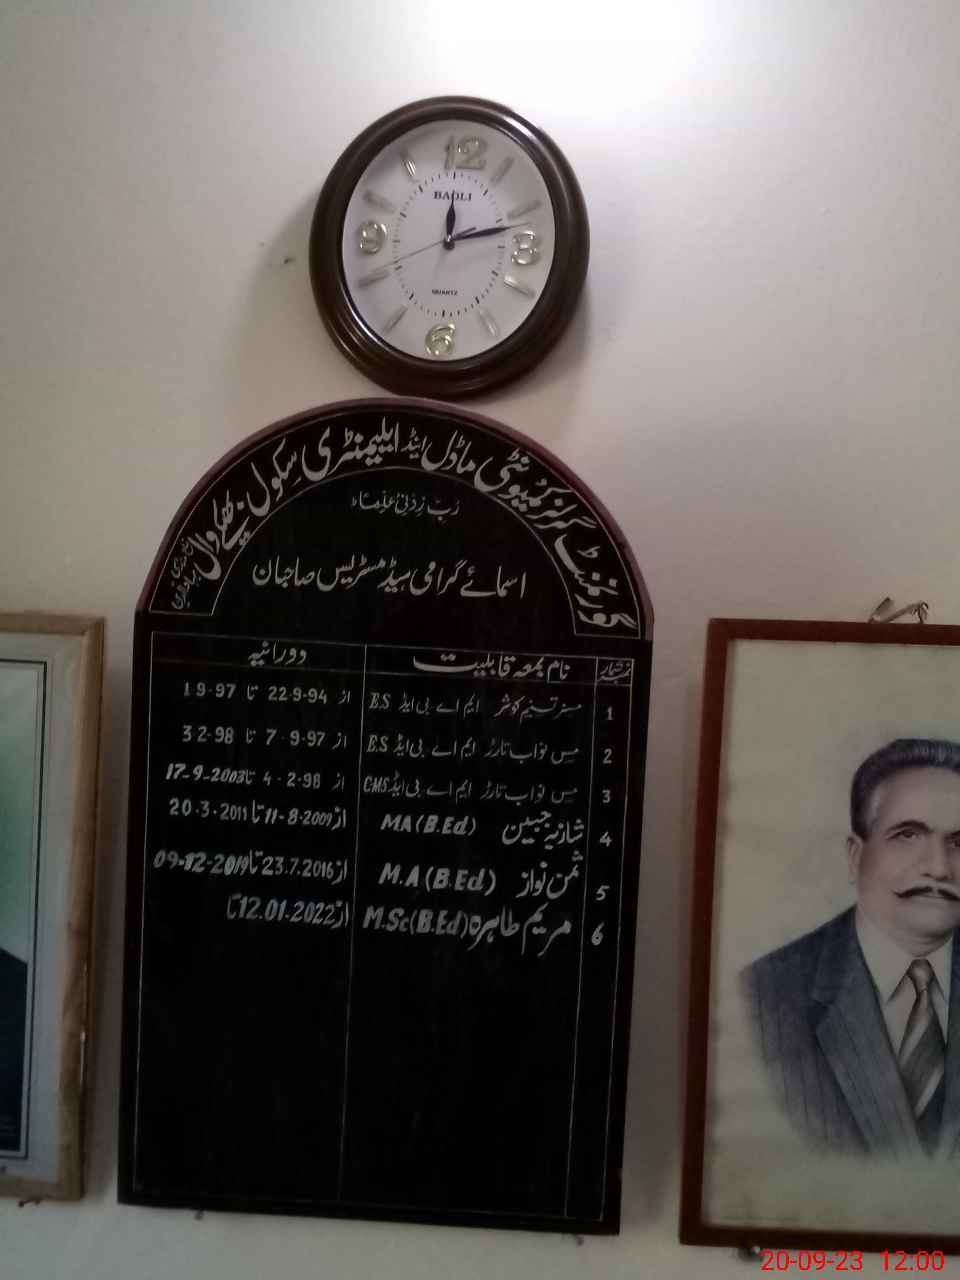 12
BAOLI
9
8
QUARTZ
6
گورنمنٹ گرلز کمیونٹی ماڈل اینڈ ایلیمنٹری سکول
رَبِّ زِدْنِیْ عِلْمًا
اسمائے گرامی ہیڈ مسٹریس صاحبان
نمبر شمار نام بمعہ قابلیت دورانیہ
1 مسز تسنیم کوثر ایم اے بی ایڈ E.S از 22-9-94 تا 1-9-97
2 مس نواب تارڑ ایم اے بی ایڈ E.S از 7-9-97 تا 3-2-98
3 مس نواب تارڑ ایم اے بی ایڈ C-MS از 4-2-98 تا 17-9-2003
4 شازیہ جبین MA(B.Ed) از 11-8-2009 تا 20-3-2011
5 ثمن نواز M.A(B.Ed) از 23.7.2016 تا 09-12-2019
6 مریم طاہرہ M.Sc(B.Ed) از 12.01.2022 تا
20-09-23 12:00